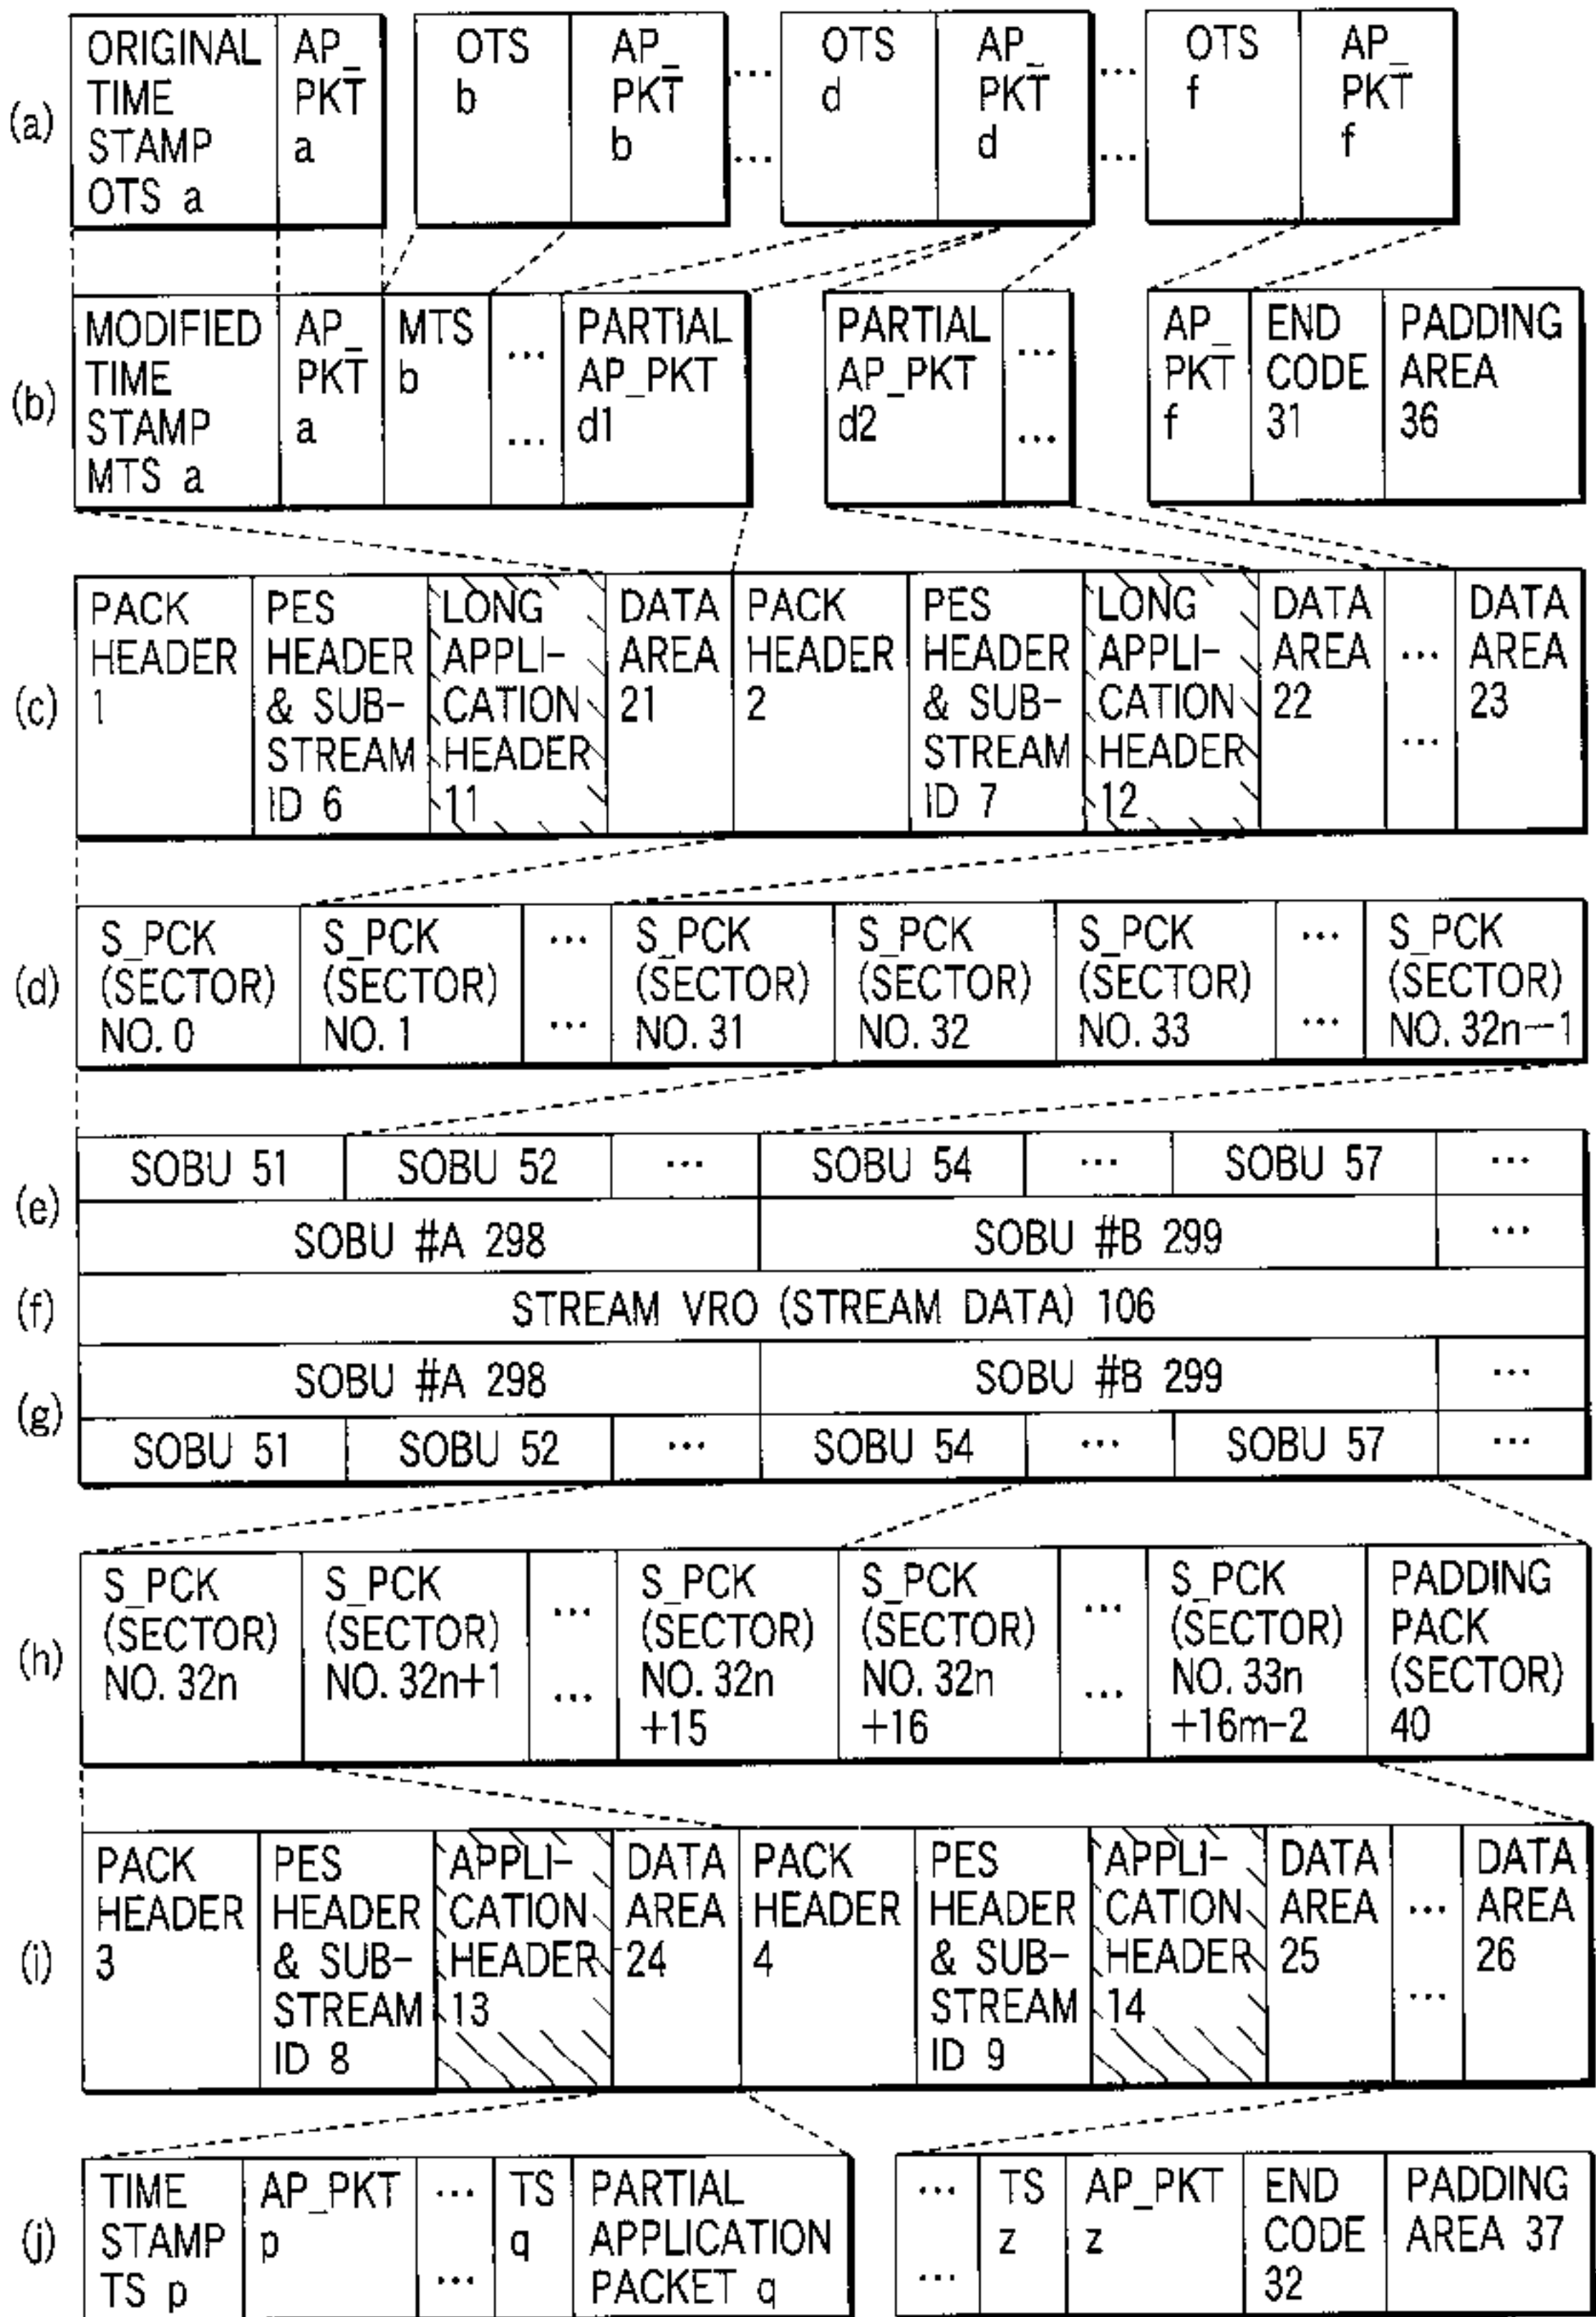 (a)
ORIGINAL TIME STAMP OTS a
AP_ PKT a
OTS b
AP_ PKT b
...
...
OTS d
AP_ PKT d
...
...
OTS f
AP_ PKT f
(b)
MODIFIED TIME STAMP MTS a
AP_ PKT a
MTS b
...
...
PARTIAL AP_PKT d1
PARTIAL AP_PKT d2
...
...
AP_ PKT f
END CODE 31
PADDING AREA 36
(c)
PACK HEADER 1
PES HEADER & SUB- STREAM ID 6
LONG APPLI- CATION HEADER 11
DATA AREA 21
PACK HEADER 2
PES HEADER & SUB- STREAM ID 7
LONG APPLI- CATION HEADER 12
DATA AREA 22
...
...
DATA AREA 23
(d)
S_PCK (SECTOR) NO. 0
S_PCK (SECTOR) NO. 1
...
...
S_PCK (SECTOR) NO. 31
S_PCK (SECTOR) NO. 32
S_PCK (SECTOR) NO. 33
...
...
S_PCK (SECTOR) NO. 32n-1
(e)
SOBU 51
SOBU 52
...
SOBU 54
...
SOBU 57
...
SOBU #A 298
SOBU #B 299
...
(f)
STREAM VRO (STREAM DATA) 106
(g)
SOBU #A 298
SOBU #B 299
...
SOBU 51
SOBU 52
...
SOBU 54
...
SOBU 57
...
(h)
S_PCK (SECTOR) NO. 32n
S_PCK (SECTOR) NO. 32n+1
...
...
S_PCK (SECTOR) NO. 32n +15
S_PCK (SECTOR) NO. 32n +16
...
...
S_PCK (SECTOR) NO. 33n +16m-2
PADDING PACK (SECTOR) 40
(i)
PACK HEADER 3
PES HEADER & SUB- STREAM ID 8
APPLI- CATION HEADER 13
DATA AREA 24
PACK HEADER 4
PES HEADER & SUB- STREAM ID 9
APPLI- CATION HEADER 14
DATA AREA 25
...
...
DATA AREA 26
(j)
TIME STAMP TS p
AP_PKT p
...
...
TS q
PARTIAL APPLICATION PACKET q
...
...
TS z
AP_PKT z
END CODE 32
PADDING AREA 37